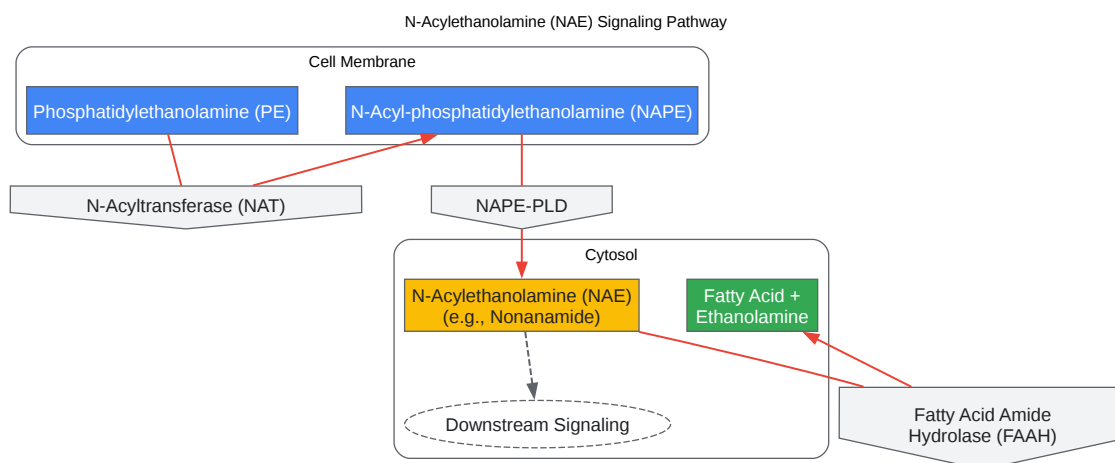 N-Acylethanolamine (NAE) Signaling Pathway
Cell Membrane
Phosphatidylethanolamine (PE)
N-Acyl-phosphatidylethanolamine (NAPE)
N-Acyltransferase (NAT)
NAPE-PLD
Cytosol
N-Acylethanolamine (NAE)
(e.g., Nonanamide)
Fatty Acid +
Ethanolamine
Downstream Signaling
Fatty Acid Amide
Hydrolase (FAAH)